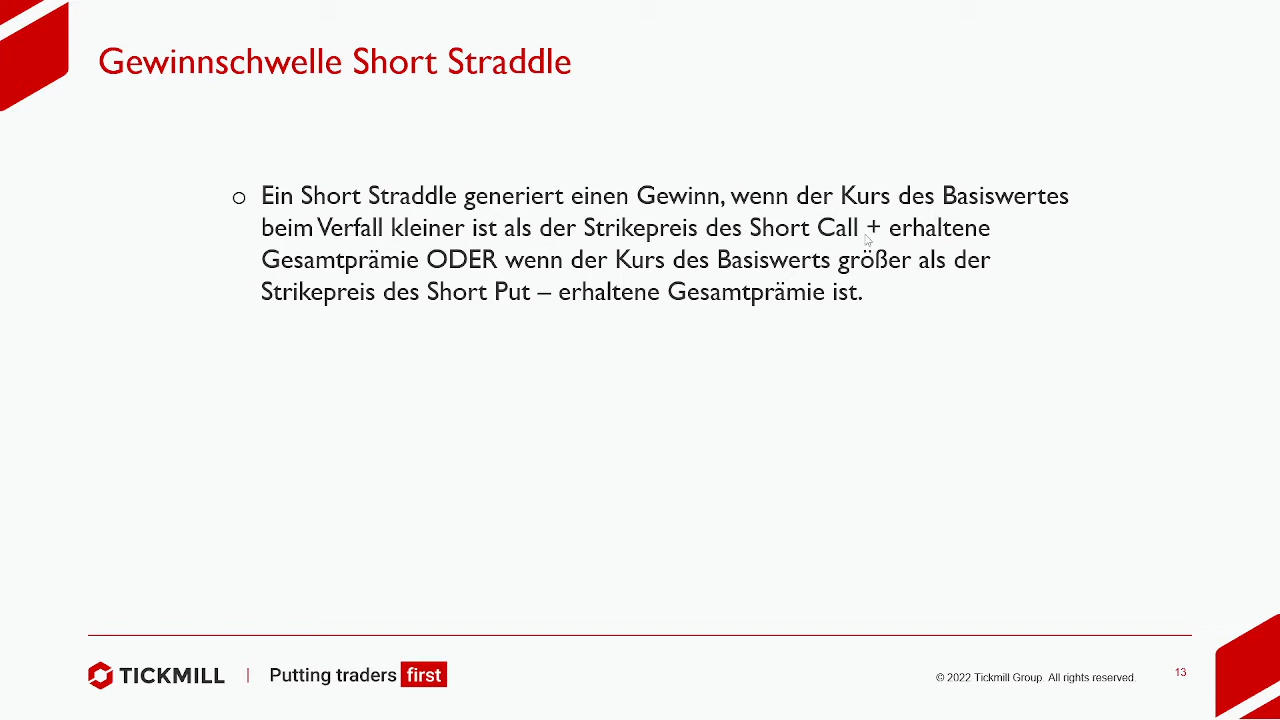 Gewinnschwelle Short Straddle
o Ein Short Straddle generiert einen Gewinn, wenn der Kurs des Basiswertes
beim Verfall kleiner ist als der Strikepreis des Short Call + erhaltene
Gesamtprämie ODER wenn der Kurs des Basiswerts größer als der
Strikepreis des Short Put – erhaltene Gesamtprämie ist.
TICKMILL | Putting traders first
© 2022 Tickmill Group. All rights reserved.
13